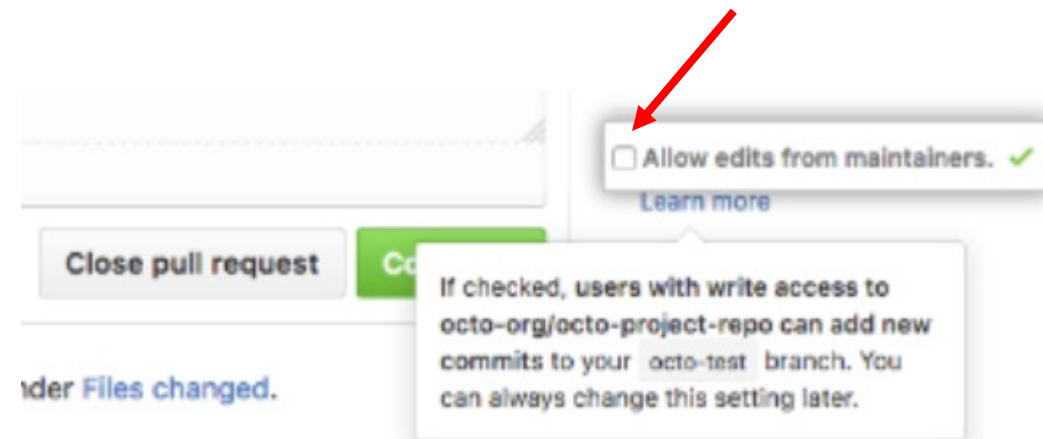 Allow edits from maintainers.
Learn more
Close pull request
If checked, users with write access to
octo-org/octo-project-repo can add new
commits to your octo-test branch. You
can always change this setting later.
Files changed.